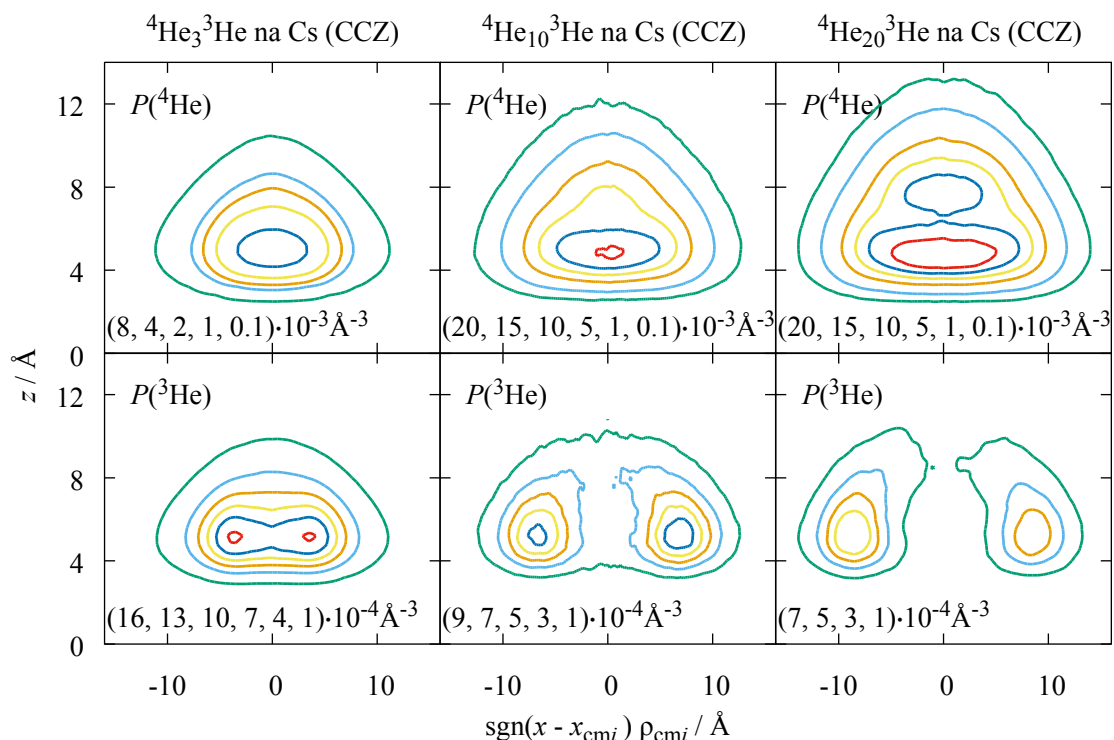 ⁴He₃³He na Cs (CCZ) ⁴He₁₀³He na Cs (CCZ) ⁴He₂₀³He na Cs (CCZ)
P(⁴He) P(⁴He) P(⁴He)
12
8
4
(8, 4, 2, 1, 0.1)·10⁻³Å⁻³ (20, 15, 10, 5, 1, 0.1)·10⁻³Å⁻³ (20, 15, 10, 5, 1, 0.1)·10⁻³Å⁻³
0
z / Å
P(³He) P(³He) P(³He)
12
8
4
(16, 13, 10, 7, 4, 1)·10⁻⁴Å⁻³ (9, 7, 5, 3, 1)·10⁻⁴Å⁻³ (7, 5, 3, 1)·10⁻⁴Å⁻³
0
-10 0 10 -10 0 10 -10 0 10
sgn(x - x_cmi) ρ_cmi / Å